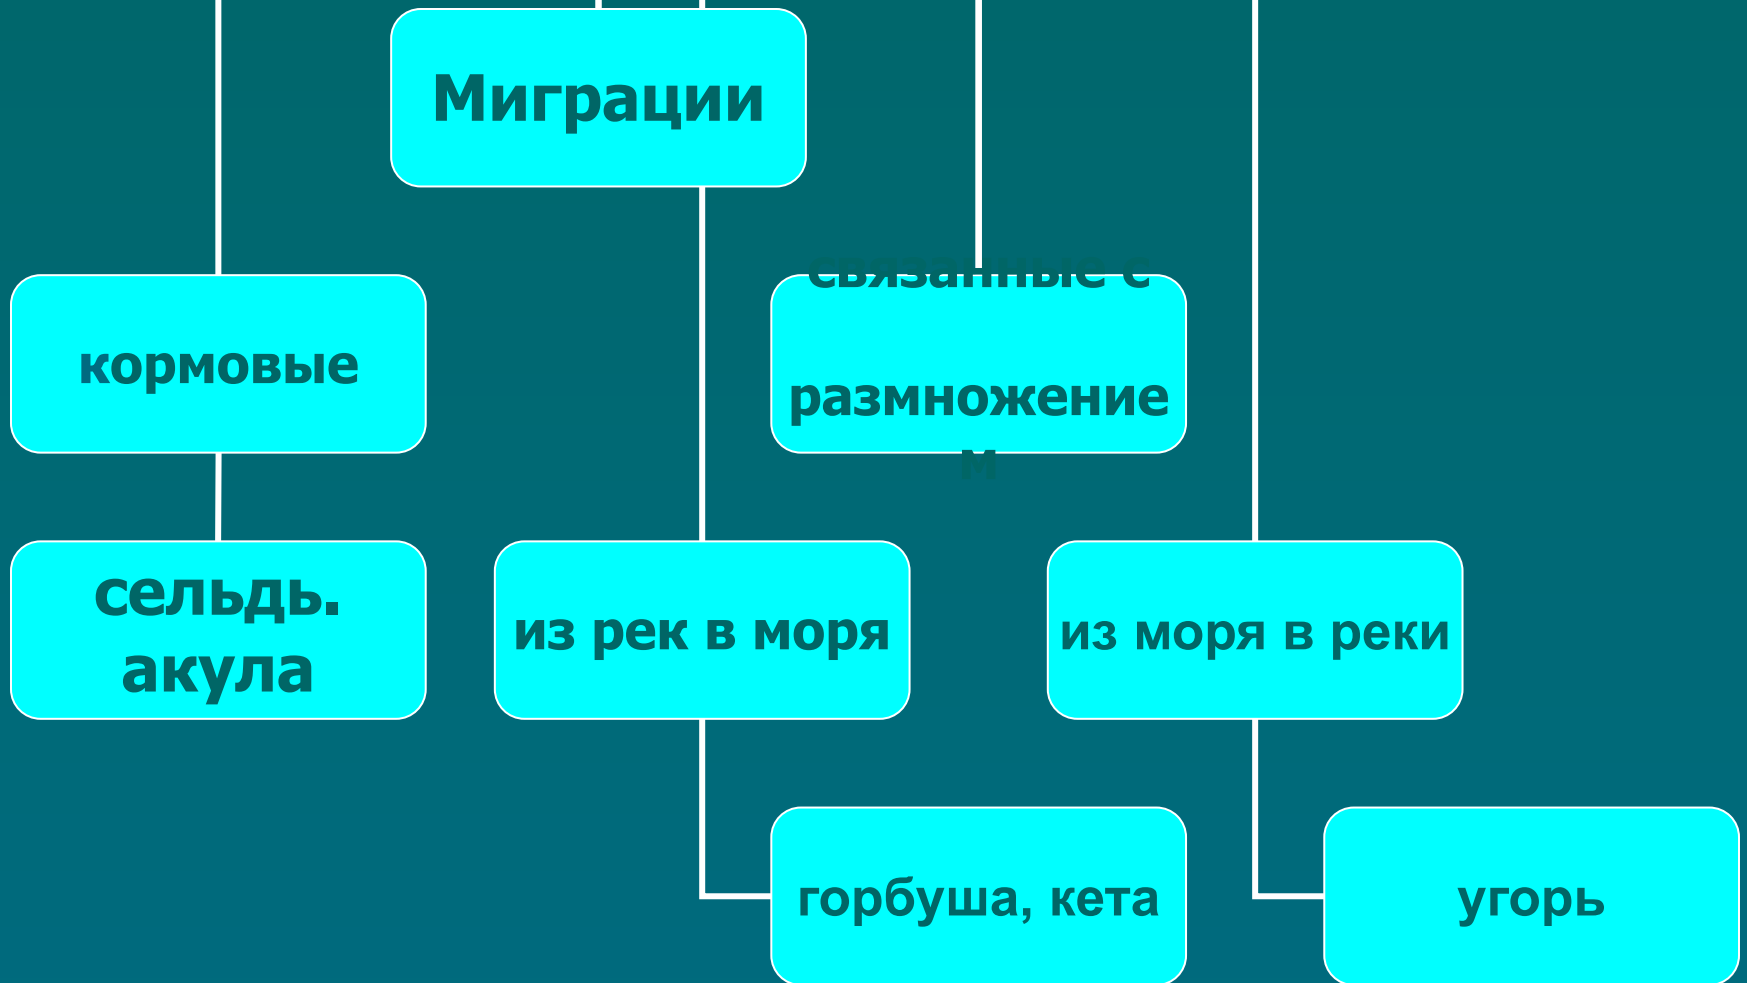 Миграции
кормовые
связанные с
размножение
м
сельдь.
акула
из рек в моря
из моря в реки
горбуша, кета
угорь